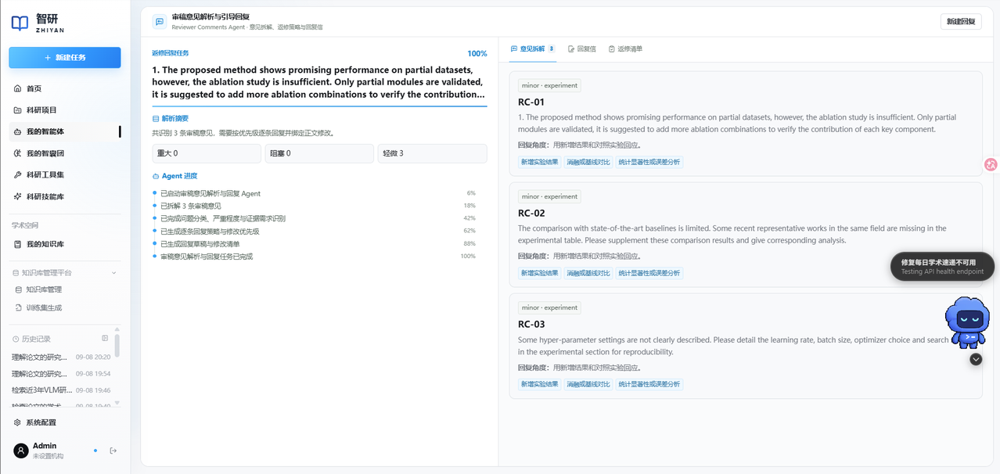 智研
ZHIYAN
+ 新建任务
首页
科研项目
我的智能体
我的智囊团
科研工具集
科研技能库
学术空间
我的知识库
知识库管理平台
知识库管理
训练集生成
历史记录
理解论文的研究... 09-08 20:20
理解论文的研究... 09-08 19:54
检索近3年VLM研... 09-08 19:46
检索论文的学术... 09-08 19:40
系统配置
Admin
未设置机构
审稿意见解析与引导回复
Reviewer Comments Agent · 意见拆解、返修策略与回复信
新建回复
返修回复任务 100%
1. The proposed method shows promising performance on partial datasets,
however, the ablation study is insufficient. Only partial modules are validated,
it is suggested to add more ablation combinations to verify the contribution...
解析摘要
共识别 3 条审稿意见，需要按优先级逐条回复并绑定正文修改。
重大 0 阻塞 0 轻微 3
Agent 进度
已启动审稿意见解析与回复 Agent 6%
已拆解 3 条审稿意见 18%
已完成问题分类、严重程度与证据需求识别 42%
已生成逐条回复策略与修改优先级 62%
已生成回复草稿与修改清单 88%
审稿意见解析与回复任务已完成 100%
意见拆解 3 回复信 返修清单
minor · experiment
RC-01
1. The proposed method shows promising performance on partial datasets, however, the ablation study is insufficient. Only partial
modules are validated, it is suggested to add more ablation combinations to verify the contribution of each key component.
回复角度：用新增结果和对照实验回应。
新增实验结果 消融或基线对比 统计显著性或误差分析
minor · experiment
RC-02
The comparison with state-of-the-art baselines is limited. Some recent representative works in the same field are missing in the
experimental table. Please supplement these comparison results and give corresponding analysis.
回复角度：用新增结果和对照实验回应。
新增实验结果 消融或基线对比 统计显著性或误差分析
修复每日学术速递不可用
Testing API health endpoint
minor · experiment
RC-03
Some hyper-parameter settings are not clearly described. Please detail the learning rate, batch size, optimizer choice and search
in the experimental section for reproducibility.
回复角度：用新增结果和对照实验回应。
新增实验结果 消融或基线对比 统计显著性或误差分析